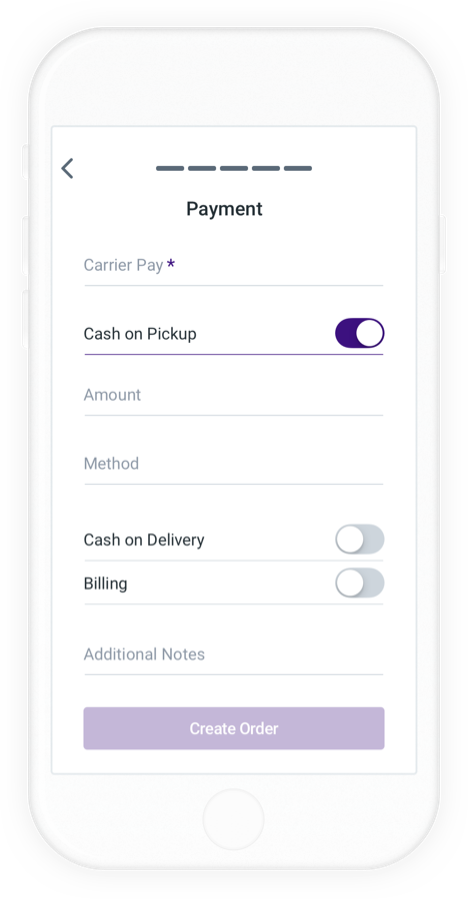 Payment
Carrier Pay *
Cash on Pickup
Amount
Method
Cash on Delivery
Billing
Additional Notes
Create Order